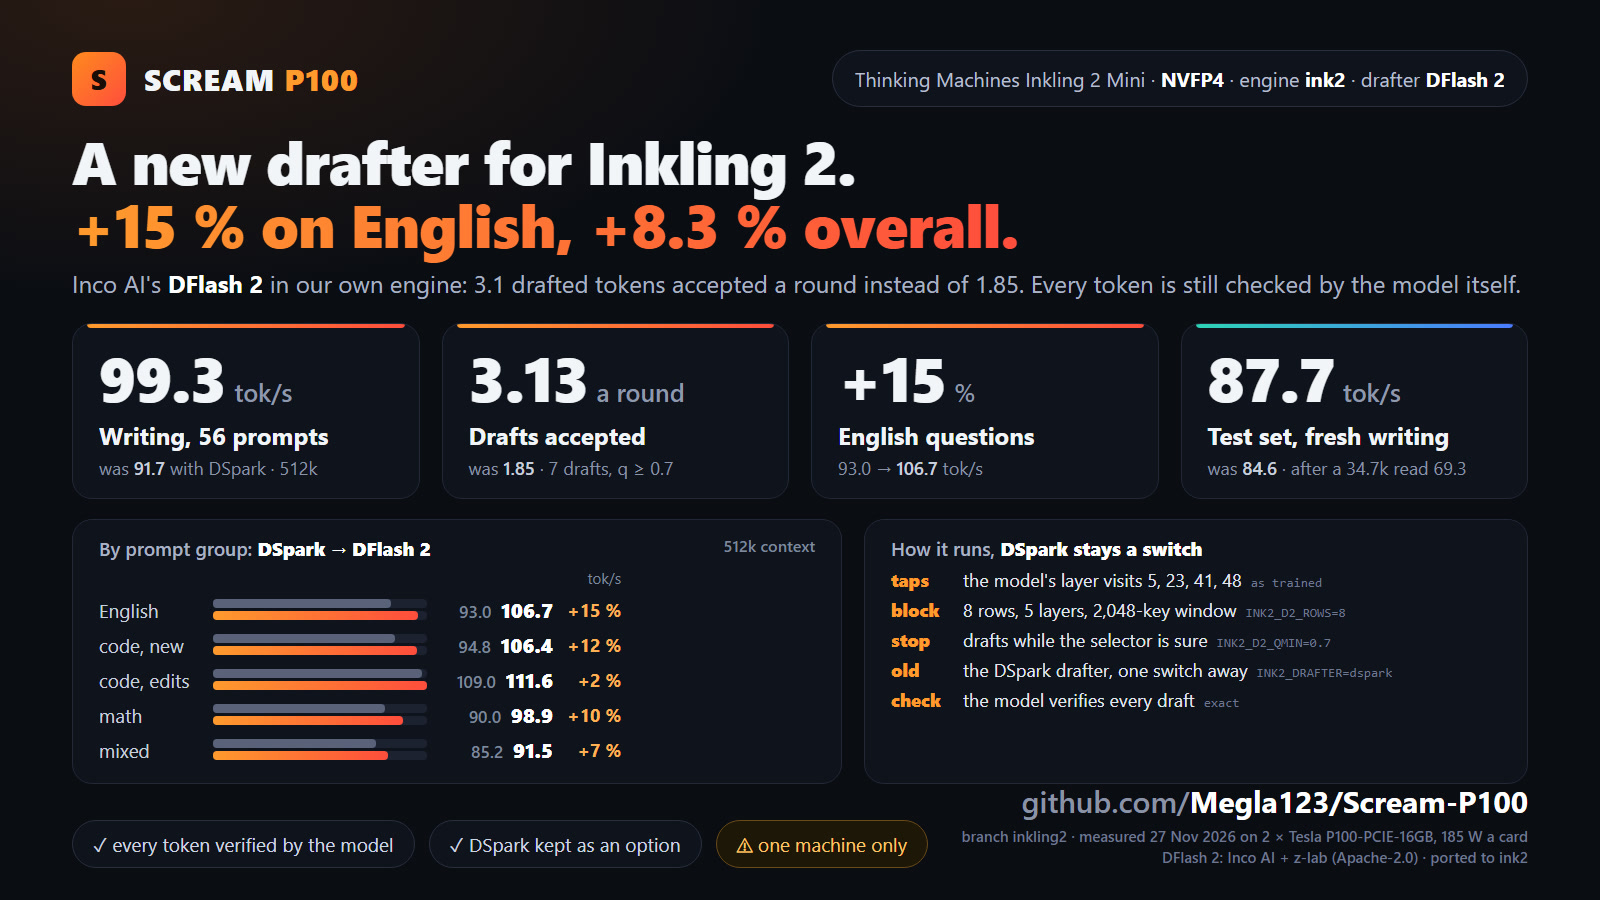 S SCREAM P100
Thinking Machines Inkling 2 Mini · NVFP4 · engine ink2 · drafter DFlash 2
A new drafter for Inkling 2.
+15 % on English, +8.3 % overall.
Inco AI's DFlash 2 in our own engine: 3.1 drafted tokens accepted a round instead of 1.85. Every token is still checked by the model itself.
99.3 tok/s
Writing, 56 prompts
was 91.7 with DSpark · 512k
3.13 a round
Drafts accepted
was 1.85 · 7 drafts, q ≥ 0.7
+15 %
English questions
93.0 → 106.7 tok/s
87.7 tok/s
Test set, fresh writing
was 84.6 · after a 34.7k read 69.3
By prompt group: DSpark → DFlash 2
512k context
tok/s
English 93.0 106.7 +15 %
code, new 94.8 106.4 +12 %
code, edits 109.0 111.6 +2 %
math 90.0 98.9 +10 %
mixed 85.2 91.5 +7 %
How it runs, DSpark stays a switch
taps the model's layer visits 5, 23, 41, 48 as trained
block 8 rows, 5 layers, 2,048-key window INK2_D2_ROWS=8
stop drafts while the selector is sure INK2_D2_QMIN=0.7
old the DSpark drafter, one switch away INK2_DRAFTER=dspark
check the model verifies every draft exact
✓ every token verified by the model
✓ DSpark kept as an option
⚠ one machine only
github.com/Megla123/Scream-P100
branch inkling2 · measured 27 Nov 2026 on 2 × Tesla P100-PCIE-16GB, 185 W a card
DFlash 2: Inco AI + z-lab (Apache-2.0) · ported to ink2